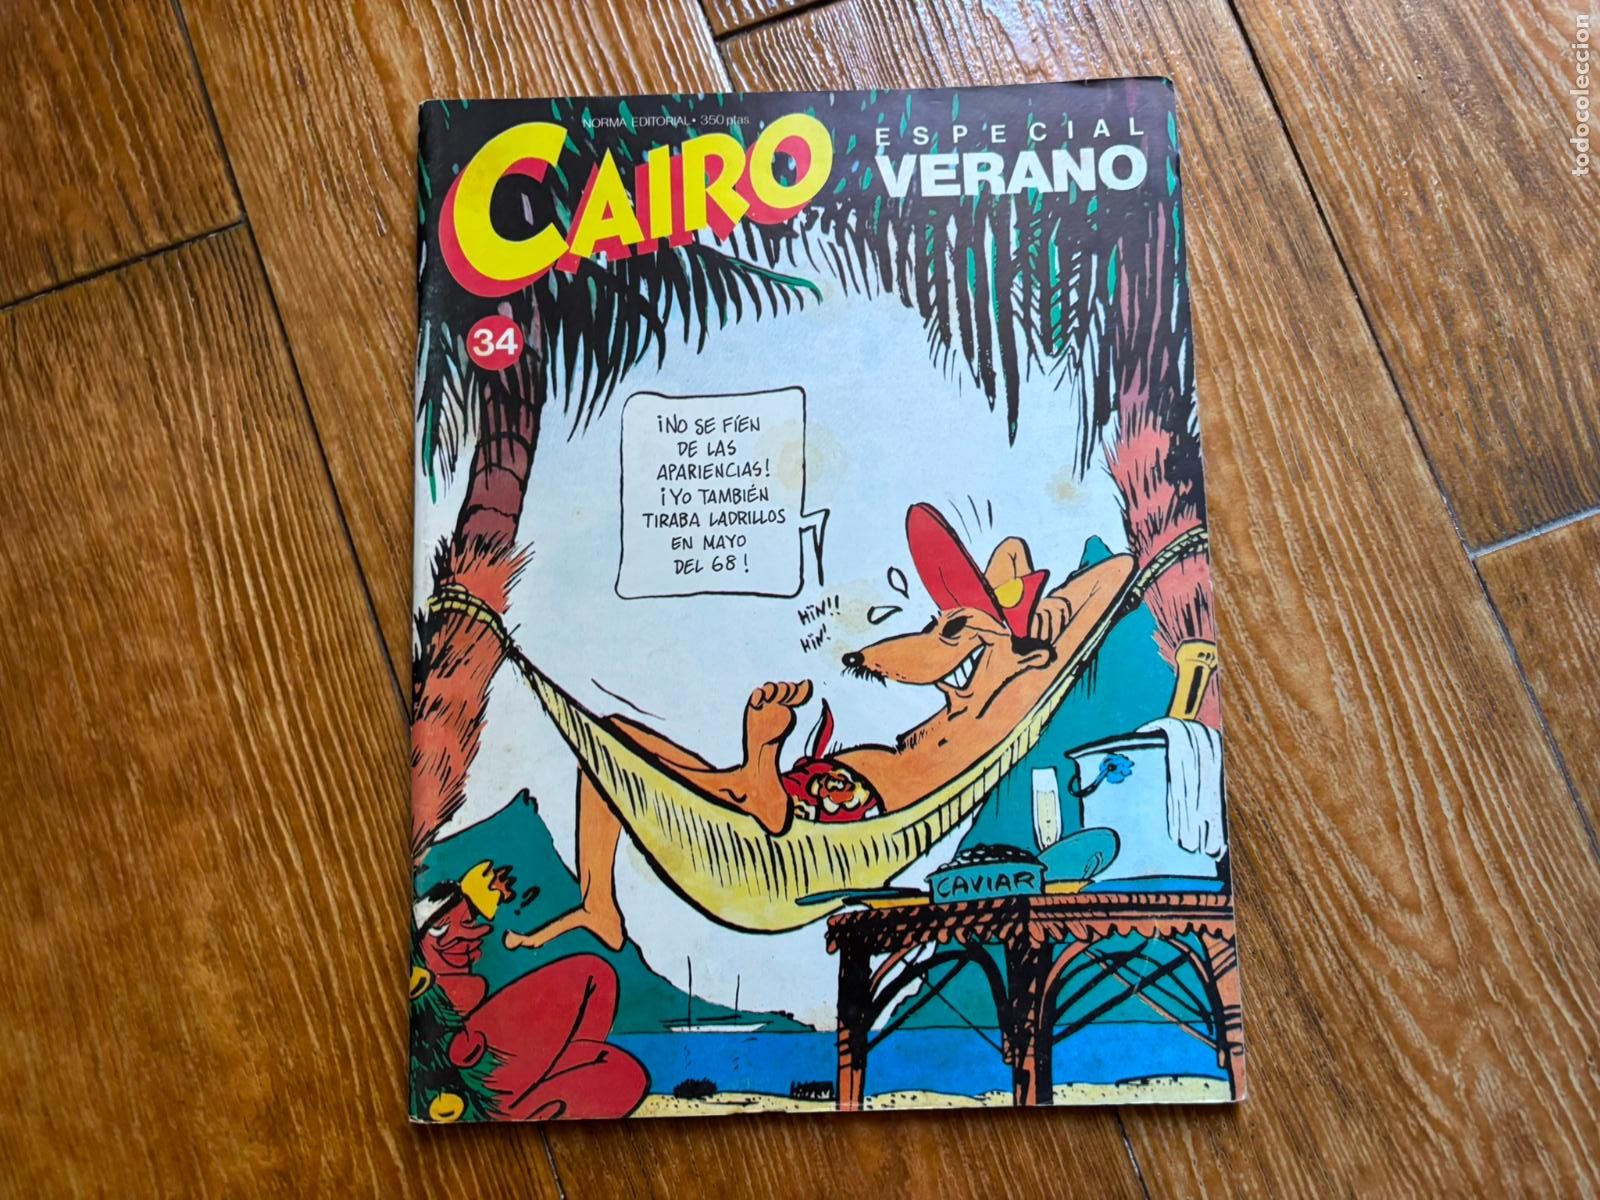 NORMA EDITORIAL • 350 ptas.
CAIRO
ESPECIAL
VERANO
34
¡NO SE FÍEN
DE LAS
APARIENCIAS!
¡YO TAMBIÉN
TIRABA LADRILLOS
EN MAYO
DEL 68!
HIN!!
HIN!
CAVIAR
todocoleccion